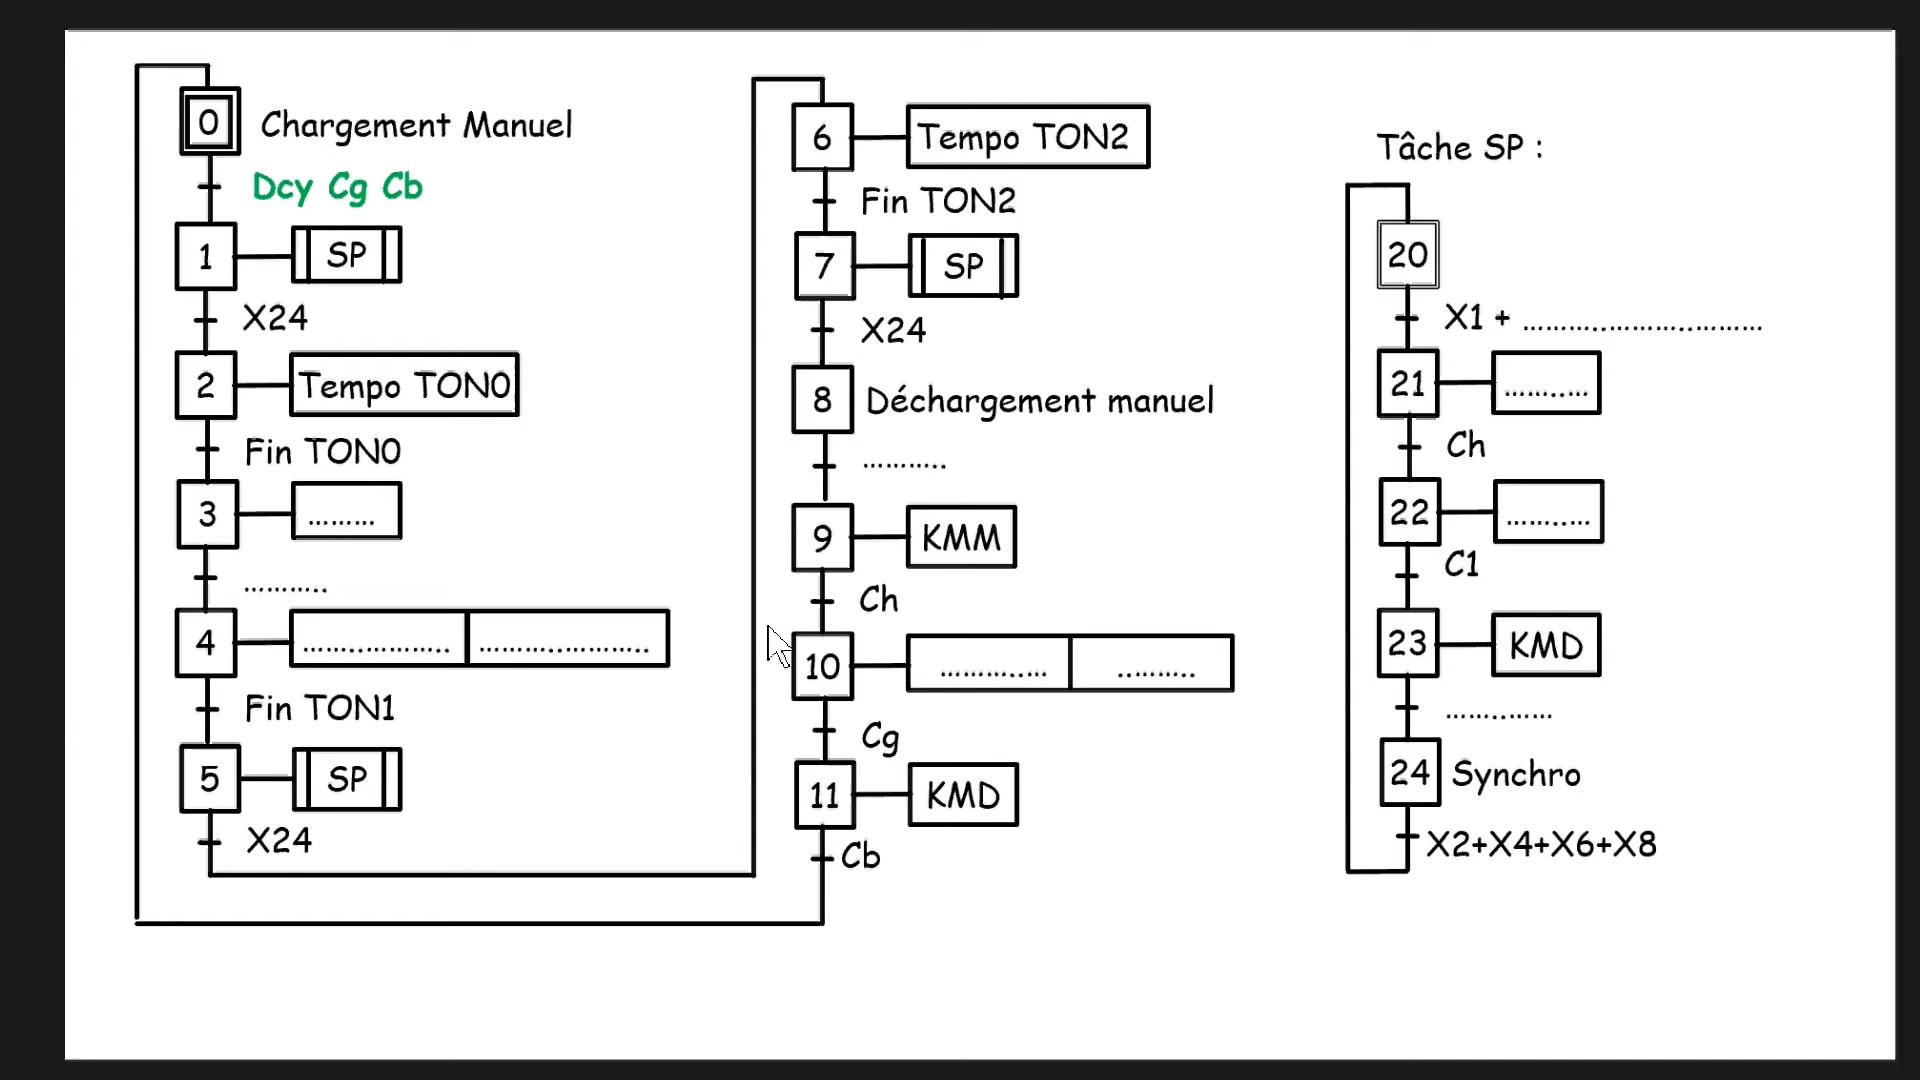 0 Chargement Manuel
Dcy Cg Cb
1 SP
X24
2 Tempo TON0
Fin TON0
3 .........
...........
4 .................... .......................
Fin TON1
5 SP
X24
6 Tempo TON2
Fin TON2
7 SP
X24
8 Déchargement manuel
...........
9 KMM
Ch
10 .............. .........
Cg
11 KMD
Cb
Tâche SP :
20
X1 + ................................
21 ...........
Ch
22 ...........
C1
23 KMD
..............
24 Synchro
X2+X4+X6+X8